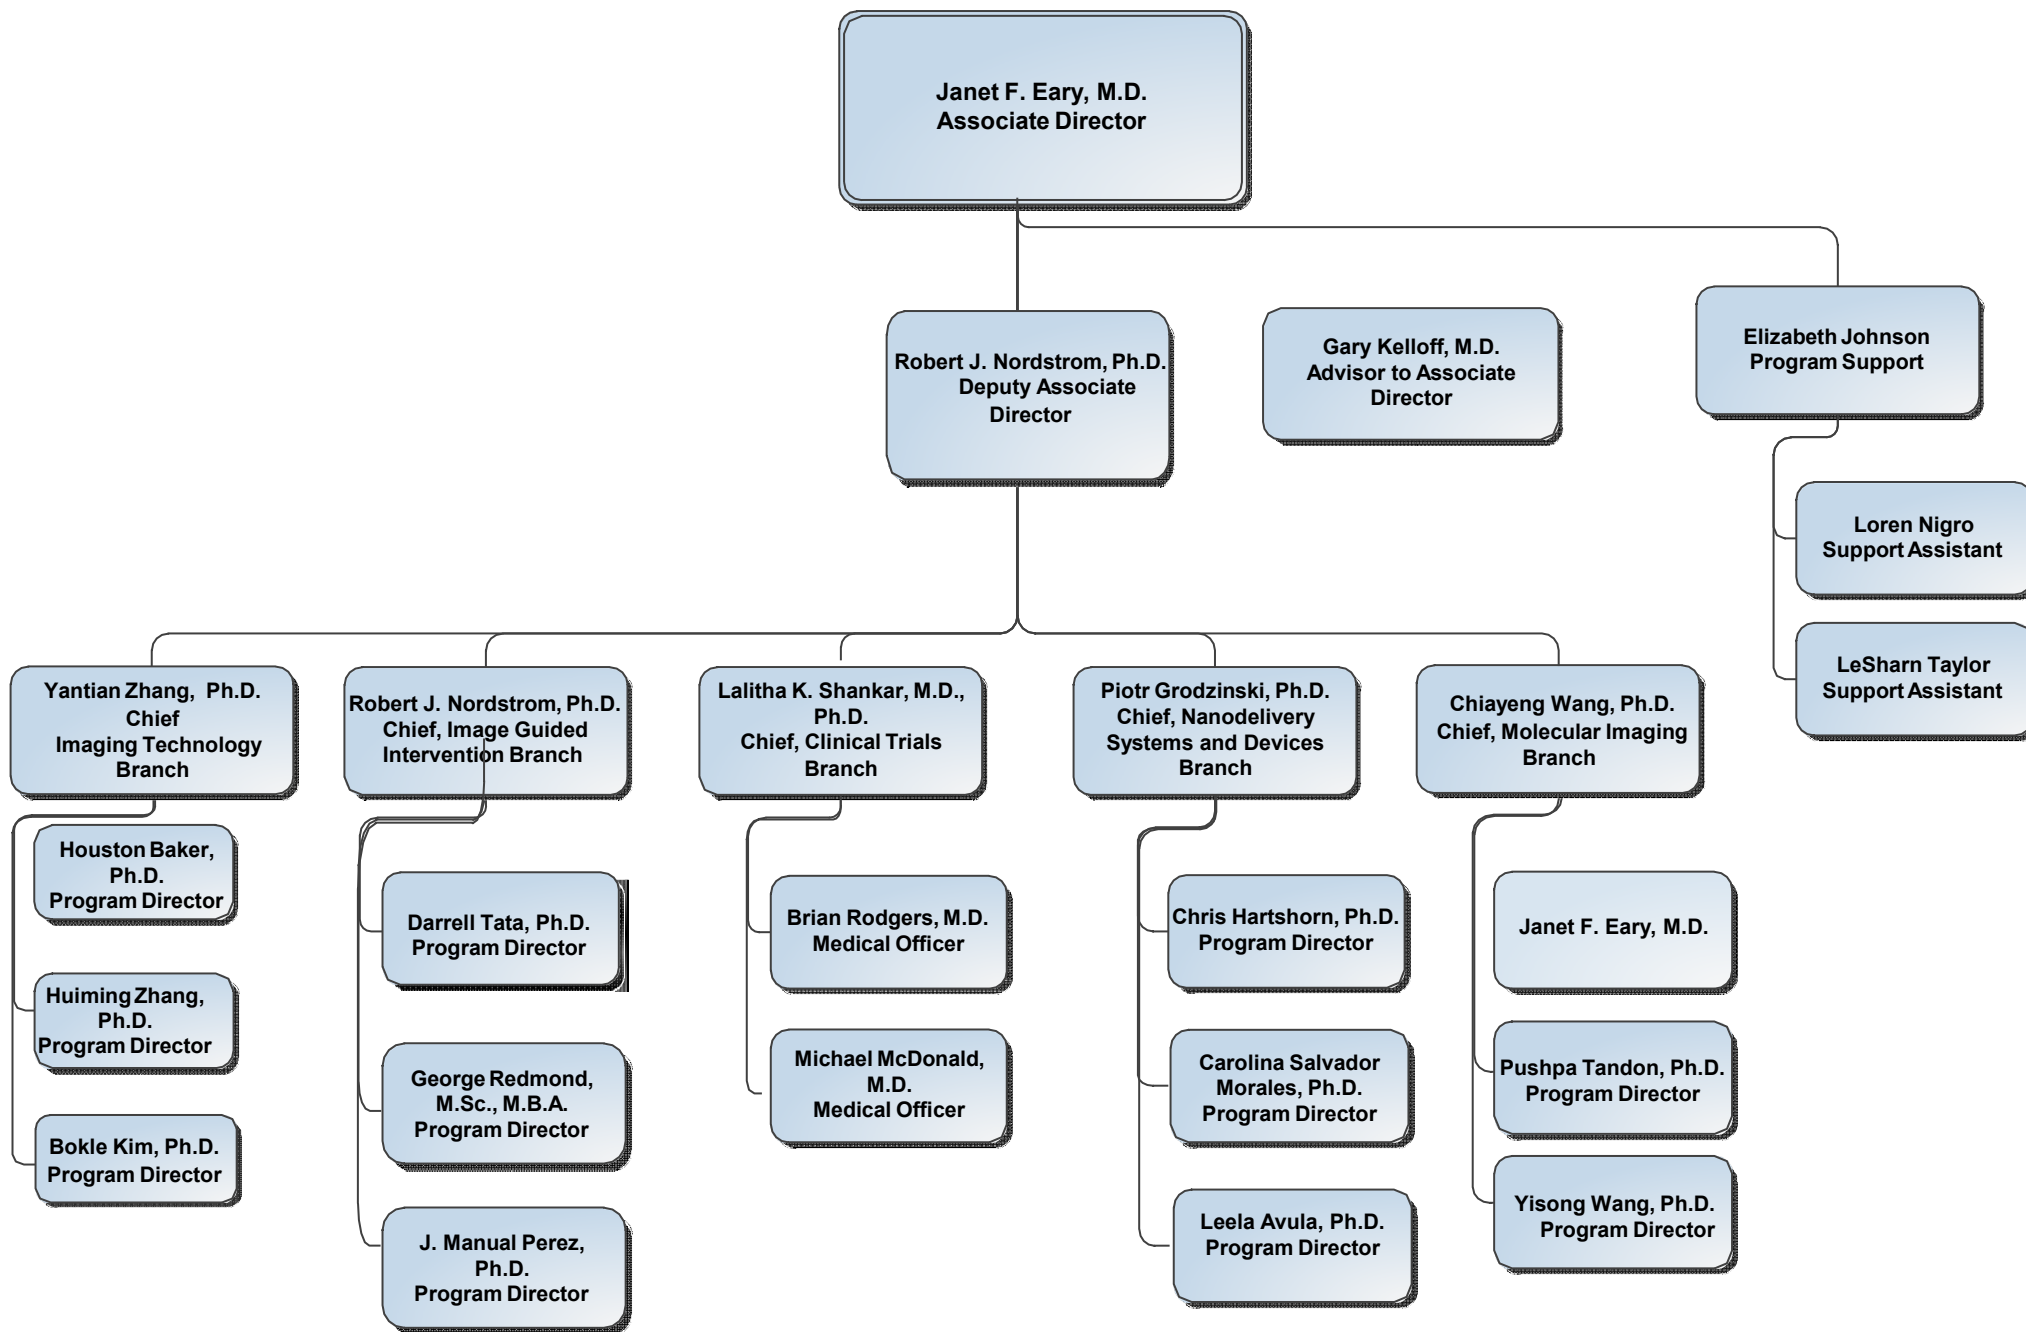 Janet F. Eary, M.D.
Associate Director
Robert J. Nordstrom, Ph.D.
Deputy Associate
Director
Gary Kelloff, M.D.
Advisor to Associate
Director
Elizabeth Johnson
Program Support
Loren Nigro
Support Assistant
LeSharn Taylor
Support Assistant
Yantian Zhang, Ph.D.
Chief
Imaging Technology
Branch
Houston Baker,
Ph.D.
Program Director
Huiming Zhang,
Ph.D.
Program Director
Bokle Kim, Ph.D.
Program Director
Robert J. Nordstrom, Ph.D.
Chief, Image Guided
Intervention Branch
Darrell Tata, Ph.D.
Program Director
George Redmond,
M.Sc., M.B.A.
Program Director
J. Manual Perez,
Ph.D.
Program Director
Lalitha K. Shankar, M.D.,
Ph.D.
Chief, Clinical Trials
Branch
Brian Rodgers, M.D.
Medical Officer
Michael McDonald,
M.D.
Medical Officer
Piotr Grodzinski, Ph.D.
Chief, Nanodelivery
Systems and Devices
Branch
Chris Hartshorn, Ph.D.
Program Director
Carolina Salvador
Morales, Ph.D.
Program Director
Leela Avula, Ph.D.
Program Director
Chiayeng Wang, Ph.D.
Chief, Molecular Imaging
Branch
Janet F. Eary, M.D.
Pushpa Tandon, Ph.D.
Program Director
Yisong Wang, Ph.D.
Program Director